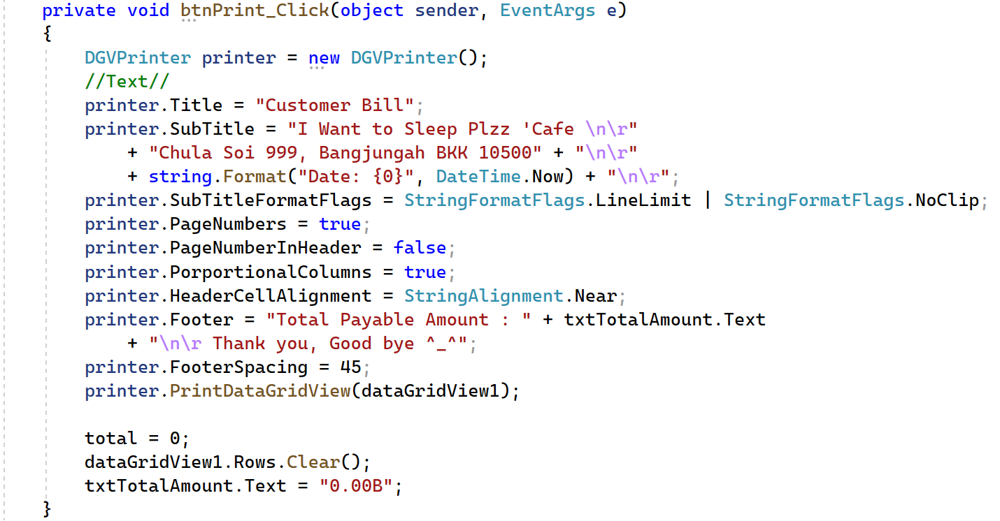 private void btnPrint_Click(object sender, EventArgs e)
{
    DGVPrinter printer = new DGVPrinter();
    //Text//
    printer.Title = "Customer Bill";
    printer.SubTitle = "I Want to Sleep Plzz 'Cafe \n\r"
        + "Chula Soi 999, Bangjungah BKK 10500" + "\n\r"
        + string.Format("Date: {0}", DateTime.Now) + "\n\r";
    printer.SubTitleFormatFlags = StringFormatFlags.LineLimit | StringFormatFlags.NoClip;
    printer.PageNumbers = true;
    printer.PageNumberInHeader = false;
    printer.PorportionalColumns = true;
    printer.HeaderCellAlignment = StringAlignment.Near;
    printer.Footer = "Total Payable Amount : " + txtTotalAmount.Text
        + "\n\r Thank you, Good bye ^_^";
    printer.FooterSpacing = 45;
    printer.PrintDataGridView(dataGridView1);

    total = 0;
    dataGridView1.Rows.Clear();
    txtTotalAmount.Text = "0.00B";
}